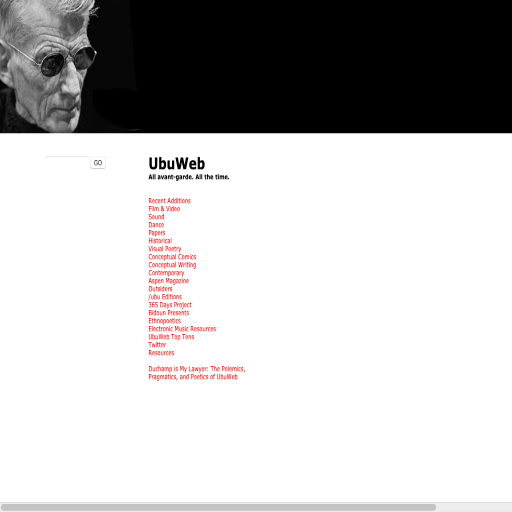 GO
UbuWeb
All avant-garde. All the time.
Recent Additions
Film & Video
Sound
Dance
Papers
Historical
Visual Poetry
Conceptual Comics
Conceptual Writing
Contemporary
Aspen Magazine
Outsiders
/ubu Editions
365 Days Project
Bidoun Presents
Ethnopoetics
Electronic Music Resources
UbuWeb Top Tens
Twitter
Resources
Duchamp is My Lawyer: The Polemics,
Pragmatics, and Poetics of UbuWeb